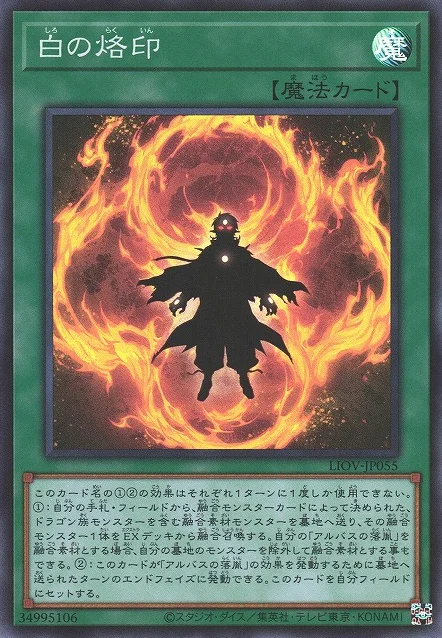 白の烙印
魔
【魔法カード】
LIOV-JP055
このカード名の①②の効果はそれぞれ1ターンに1度しか使用できない。
①：自分の手札・フィールドから、融合モンスターカードによって決められた、
ドラゴン族モンスターを含む融合素材モンスターを墓地へ送り、その融合
モンスター1体をEXデッキから融合召喚する。自分の「アルバスの落胤」を
融合素材とする場合、自分の墓地のモンスターを除外して融合素材とする事も
できる。②：このカードが「アルバスの落胤」の効果を発動するために墓地へ
送られたターンのエンドフェイズに発動できる。このカードを自分フィールド
にセットする。
34995106
©スタジオ・ダイス／集英社・テレビ東京・KONAMI